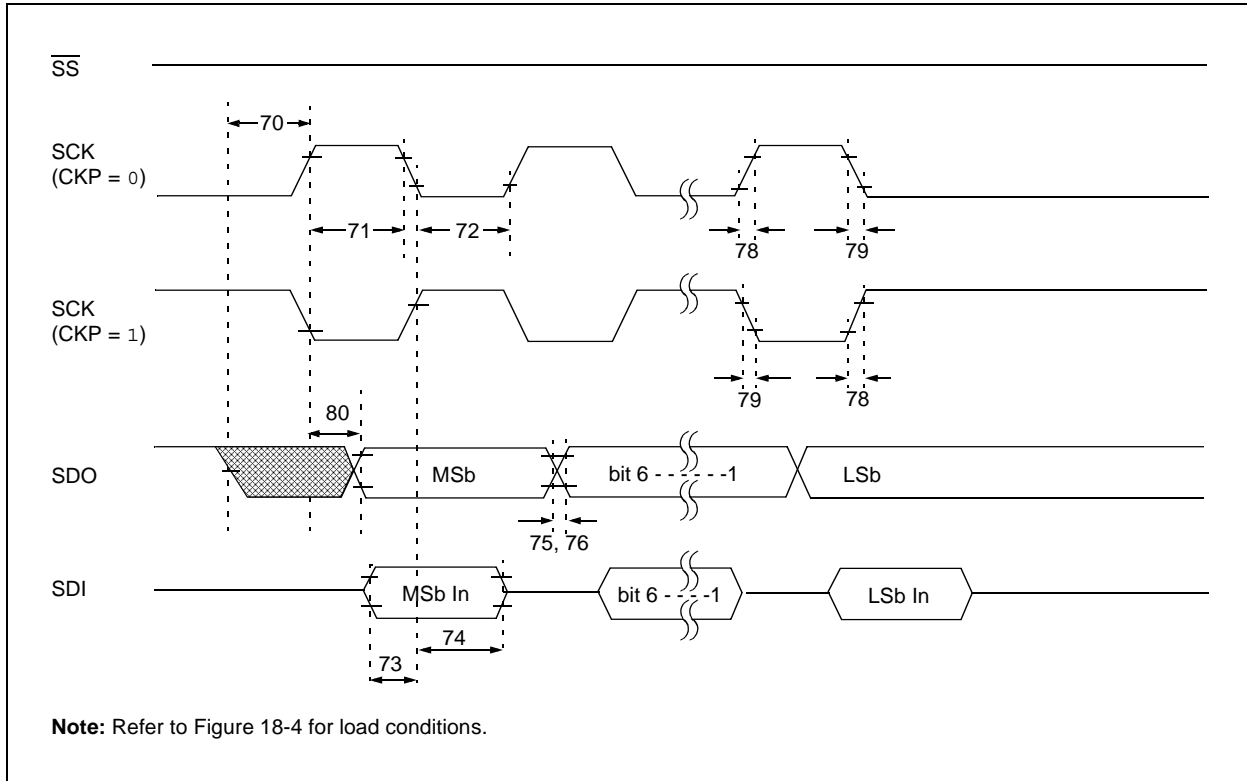 SS
70
SCK
(CKP = 0)
71
72
78
79
SCK
(CKP = 1)
79
78
80
SDO
MSb
bit 6 - - - - - -1
LSb
75, 76
SDI
MSb In
bit 6 - - - - -1
LSb In
74
73
Note: Refer to Figure 18-4 for load conditions.